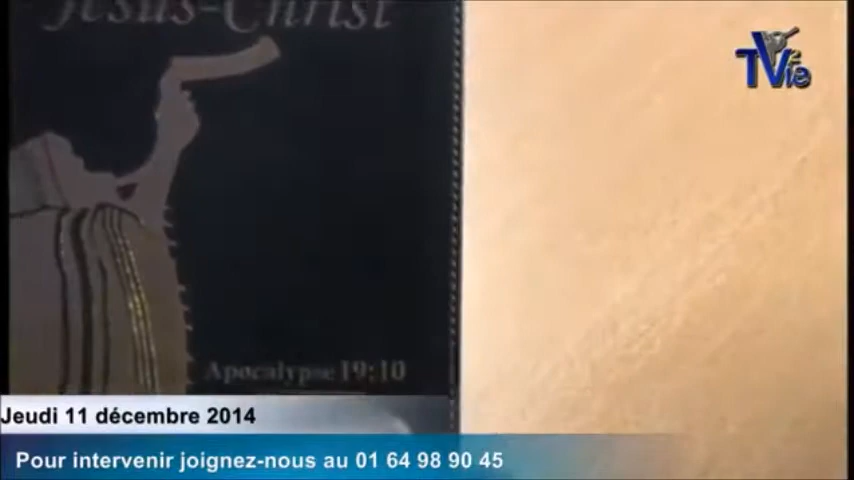 Jésus-Christ
TV2Vie
Apocalypse 19:10
Jeudi 11 décembre 2014
Pour intervenir joignez-nous au 01 64 98 90 45